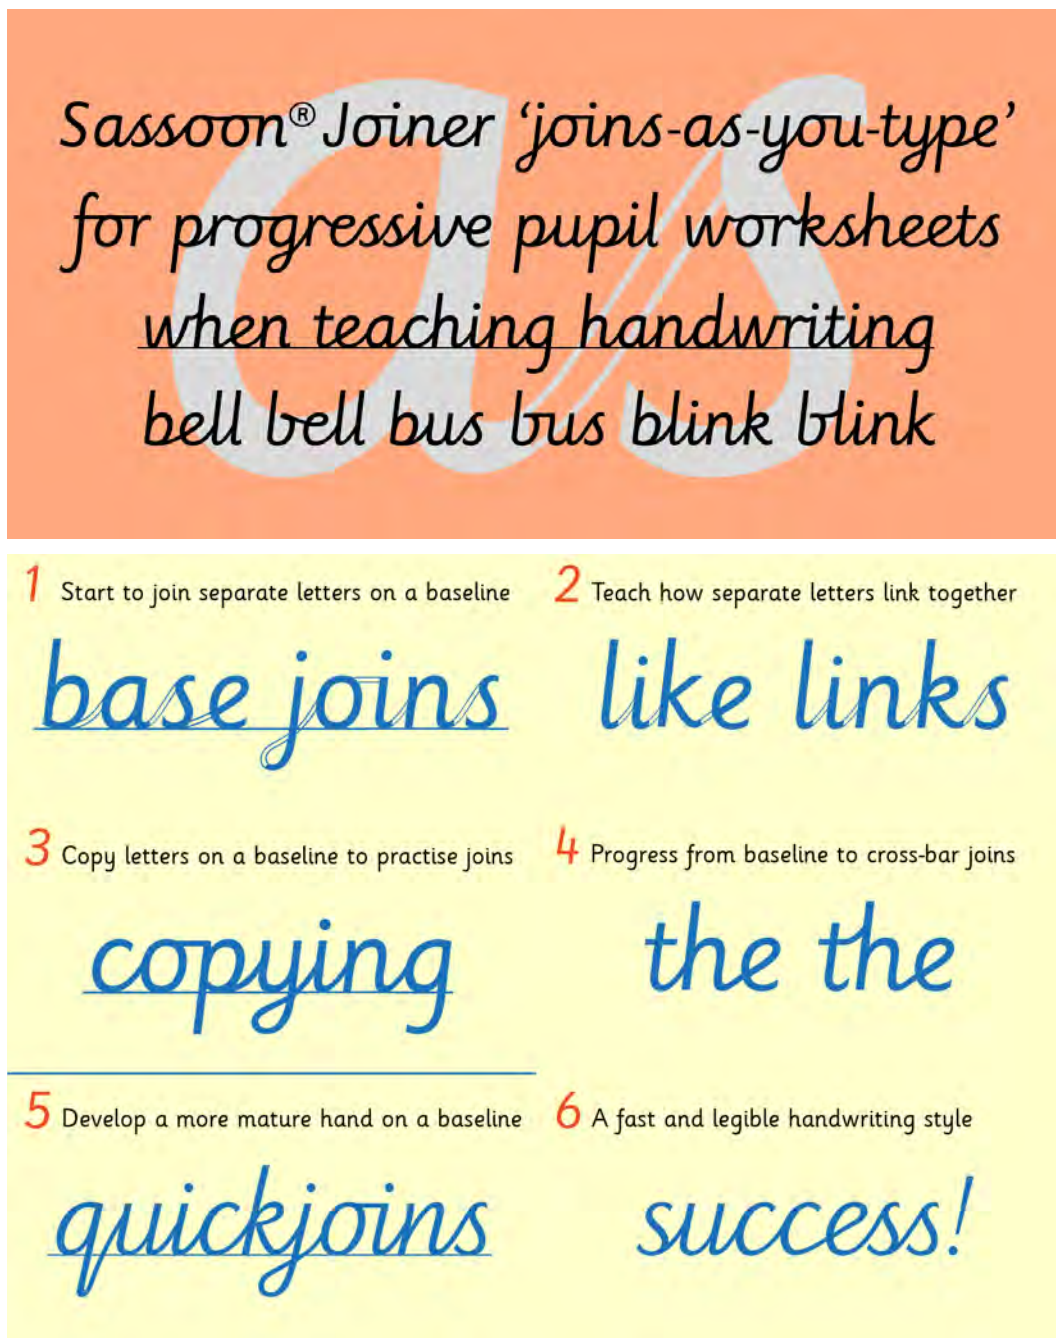 as
Sassoon® Joiner ‘joins-as-you-type’
for progressive pupil worksheets
when teaching handwriting
bell bell bus bus blink blink
1 Start to join separate letters on a baseline
base joins
2 Teach how separate letters link together
like links
3 Copy letters on a baseline to practise joins
copying
4 Progress from baseline to cross-bar joins
the the
5 Develop a more mature hand on a baseline
quickjoins
6 A fast and legible handwriting style
success!